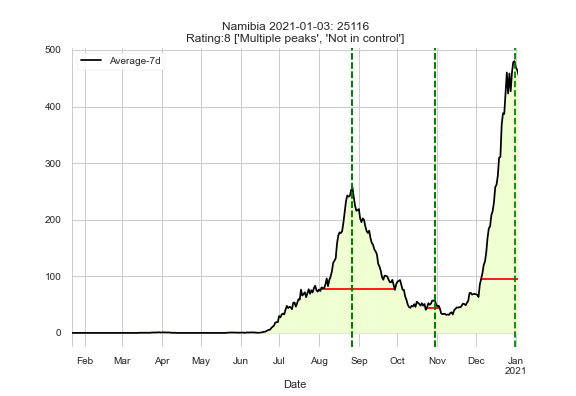 Namibia 2021-01-03: 25116
Rating:8 ['Multiple peaks', 'Not in control']
Average-7d
500
400
300
200
100
0
Feb Mar Apr May Jun Jul Aug Sep Oct Nov Dec Jan
2021
Date